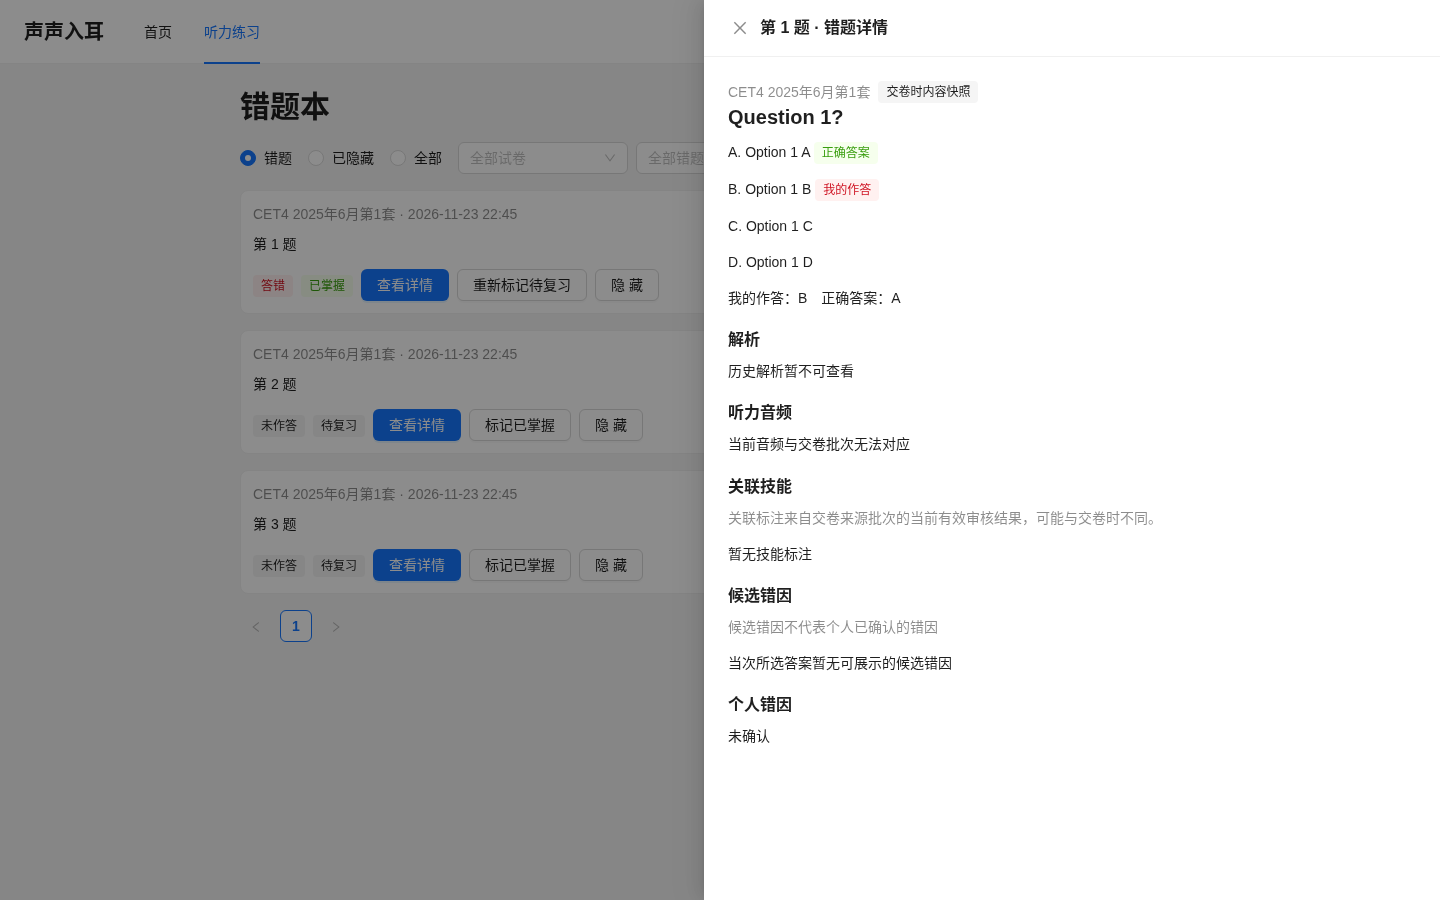 声声入耳
首页
听力练习
错题本
错题
已隐藏
全部
全部试卷
全部错题
CET4 2025年6月第1套 · 2026-11-23 22:45
第 1 题
答错 已掌握 查看详情 重新标记待复习 隐 藏
CET4 2025年6月第1套 · 2026-11-23 22:45
第 2 题
未作答 待复习 查看详情 标记已掌握 隐 藏
CET4 2025年6月第1套 · 2026-11-23 22:45
第 3 题
未作答 待复习 查看详情 标记已掌握 隐 藏
1
第 1 题 · 错题详情
CET4 2025年6月第1套 交卷时内容快照
Question 1?
A. Option 1 A 正确答案
B. Option 1 B 我的作答
C. Option 1 C
D. Option 1 D
我的作答：B 正确答案：A
解析
历史解析暂不可查看
听力音频
当前音频与交卷批次无法对应
关联技能
关联标注来自交卷来源批次的当前有效审核结果，可能与交卷时不同。
暂无技能标注
候选错因
候选错因不代表个人已确认的错因
当次所选答案暂无可展示的候选错因
个人错因
未确认